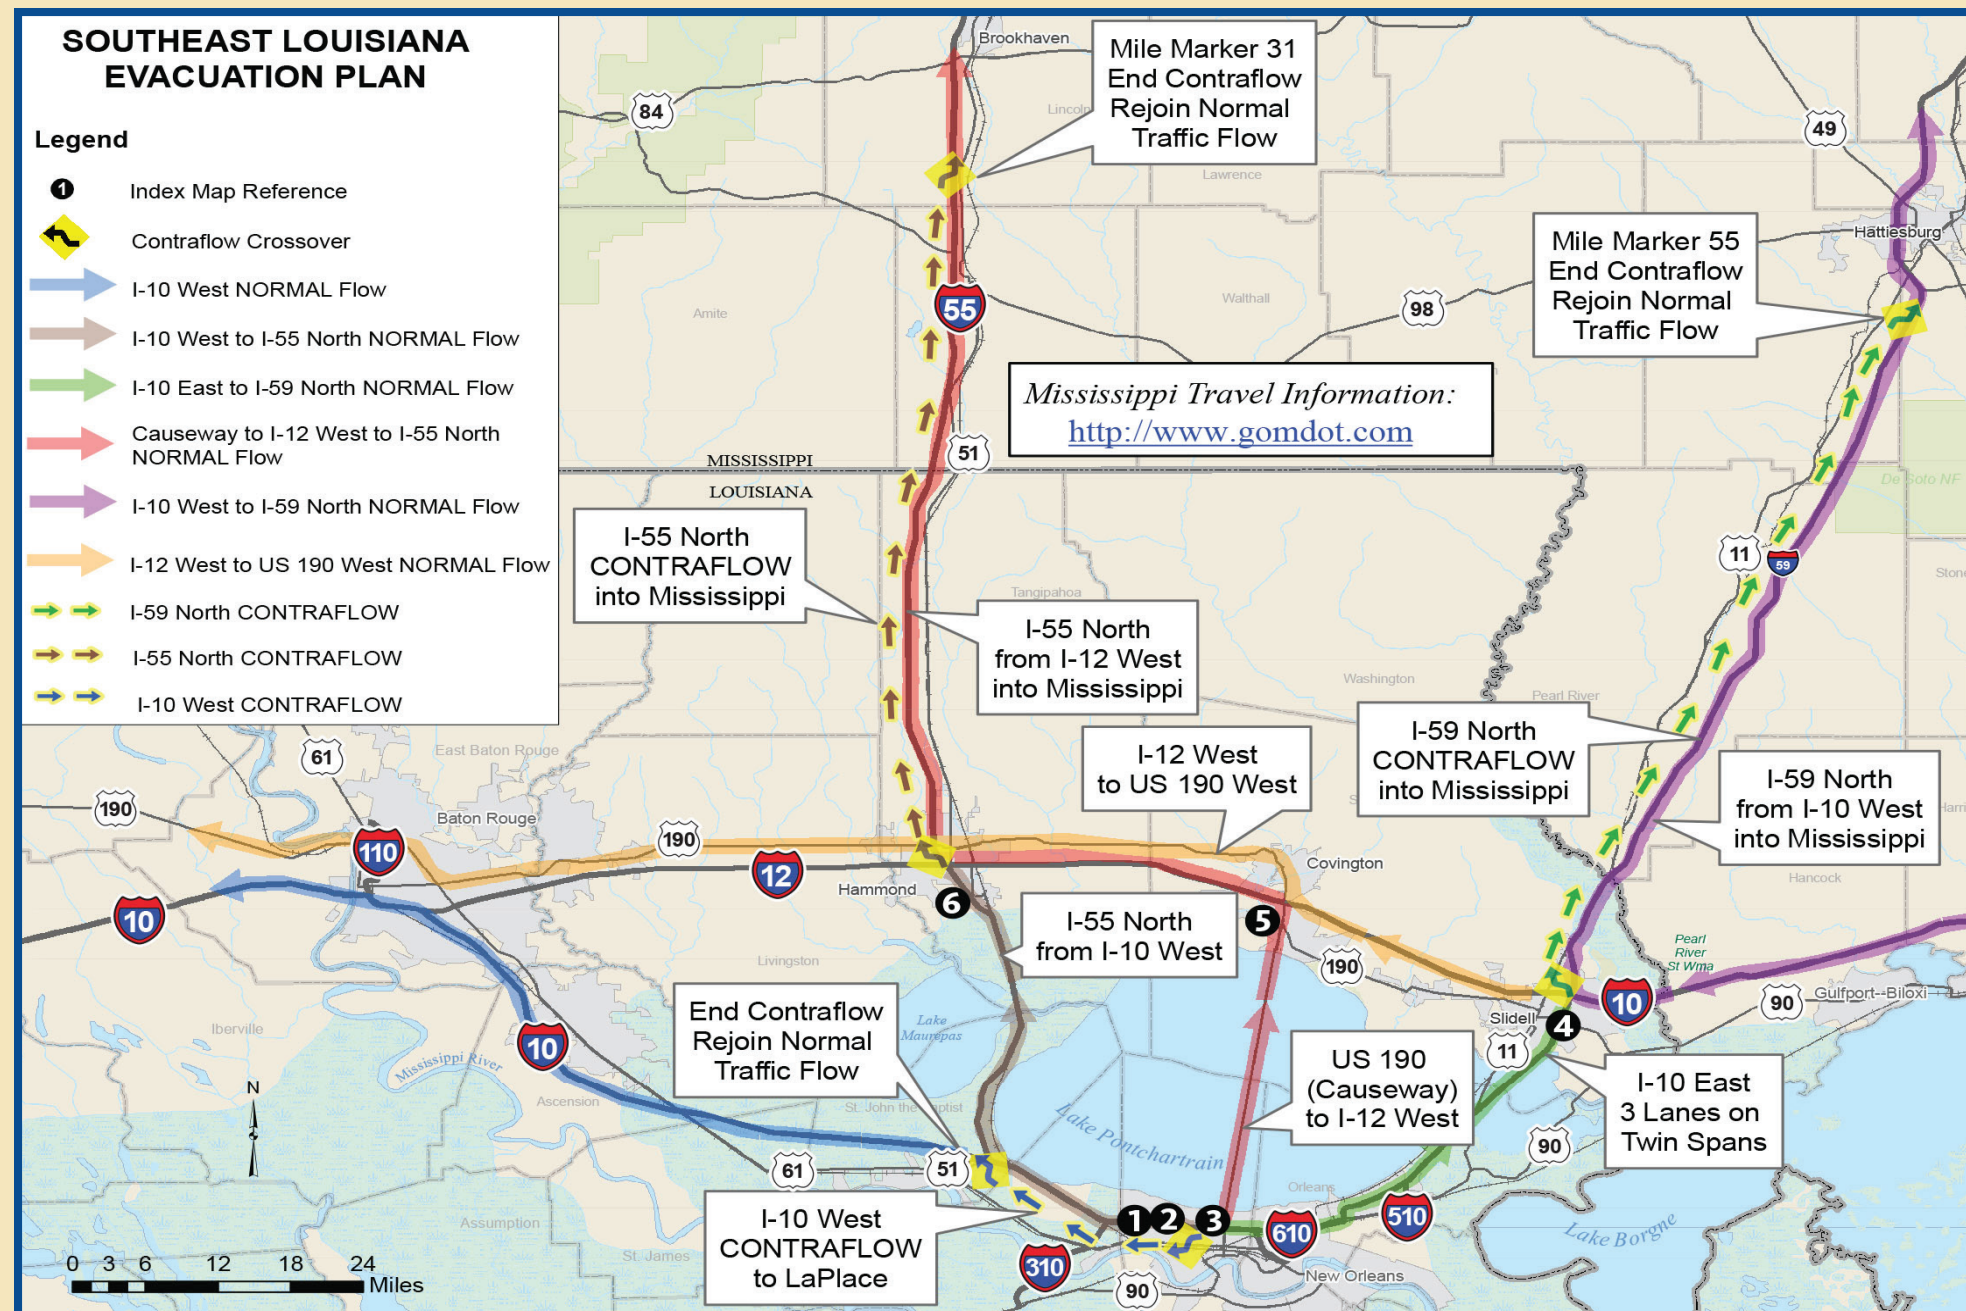 SOUTHEAST LOUISIANA
EVACUATION PLAN
Legend
1 Index Map Reference
Contraflow Crossover
I-10 West NORMAL Flow
I-10 West to I-55 North NORMAL Flow
I-10 East to I-59 North NORMAL Flow
Causeway to I-12 West to I-55 North
NORMAL Flow
I-10 West to I-59 North NORMAL Flow
I-12 West to US 190 West NORMAL Flow
I-59 North CONTRAFLOW
I-55 North CONTRAFLOW
I-10 West CONTRAFLOW
Brookhaven
Mile Marker 31
End Contraflow
Rejoin Normal
Traffic Flow
84
Lincoln
49
Lawrence
Hattiesburg
Mile Marker 55
End Contraflow
Rejoin Normal
Traffic Flow
55
Amite
Walthall
98
Mississippi Travel Information:
http://www.gomdot.com
51
MISSISSIPPI
LOUISIANA
De Soto NF
I-55 North
CONTRAFLOW
into Mississippi
11
59
Tangipahoa
I-55 North
from I-12 West
into Mississippi
Washington
Pearl River
I-59 North
CONTRAFLOW
into Mississippi
I-12 West
to US 190 West
I-59 North
from I-10 West
into Mississippi
61
East Baton Rouge
190
Baton Rouge
190
110
12
Hammond
Covington
Hancock
10
6
5
I-55 North
from I-10 West
Livingston
190
Pearl
River
St Wma
10
90
Gulfport--Biloxi
Slidell
4
11
End Contraflow
Rejoin Normal
Traffic Flow
Lake
Maurepas
Iberville
10
Mississippi River
N
Ascension
St. John the Baptist
Lake Pontchartrain
US 190
(Causeway)
to I-12 West
I-10 East
3 Lanes on
Twin Spans
90
61
51
Orleans
510
Assumption
St. James
I-10 West
CONTRAFLOW
to LaPlace
1
2
3
610
Lake Borgne
310
90
New Orleans
0 3 6 12 18 24
Miles